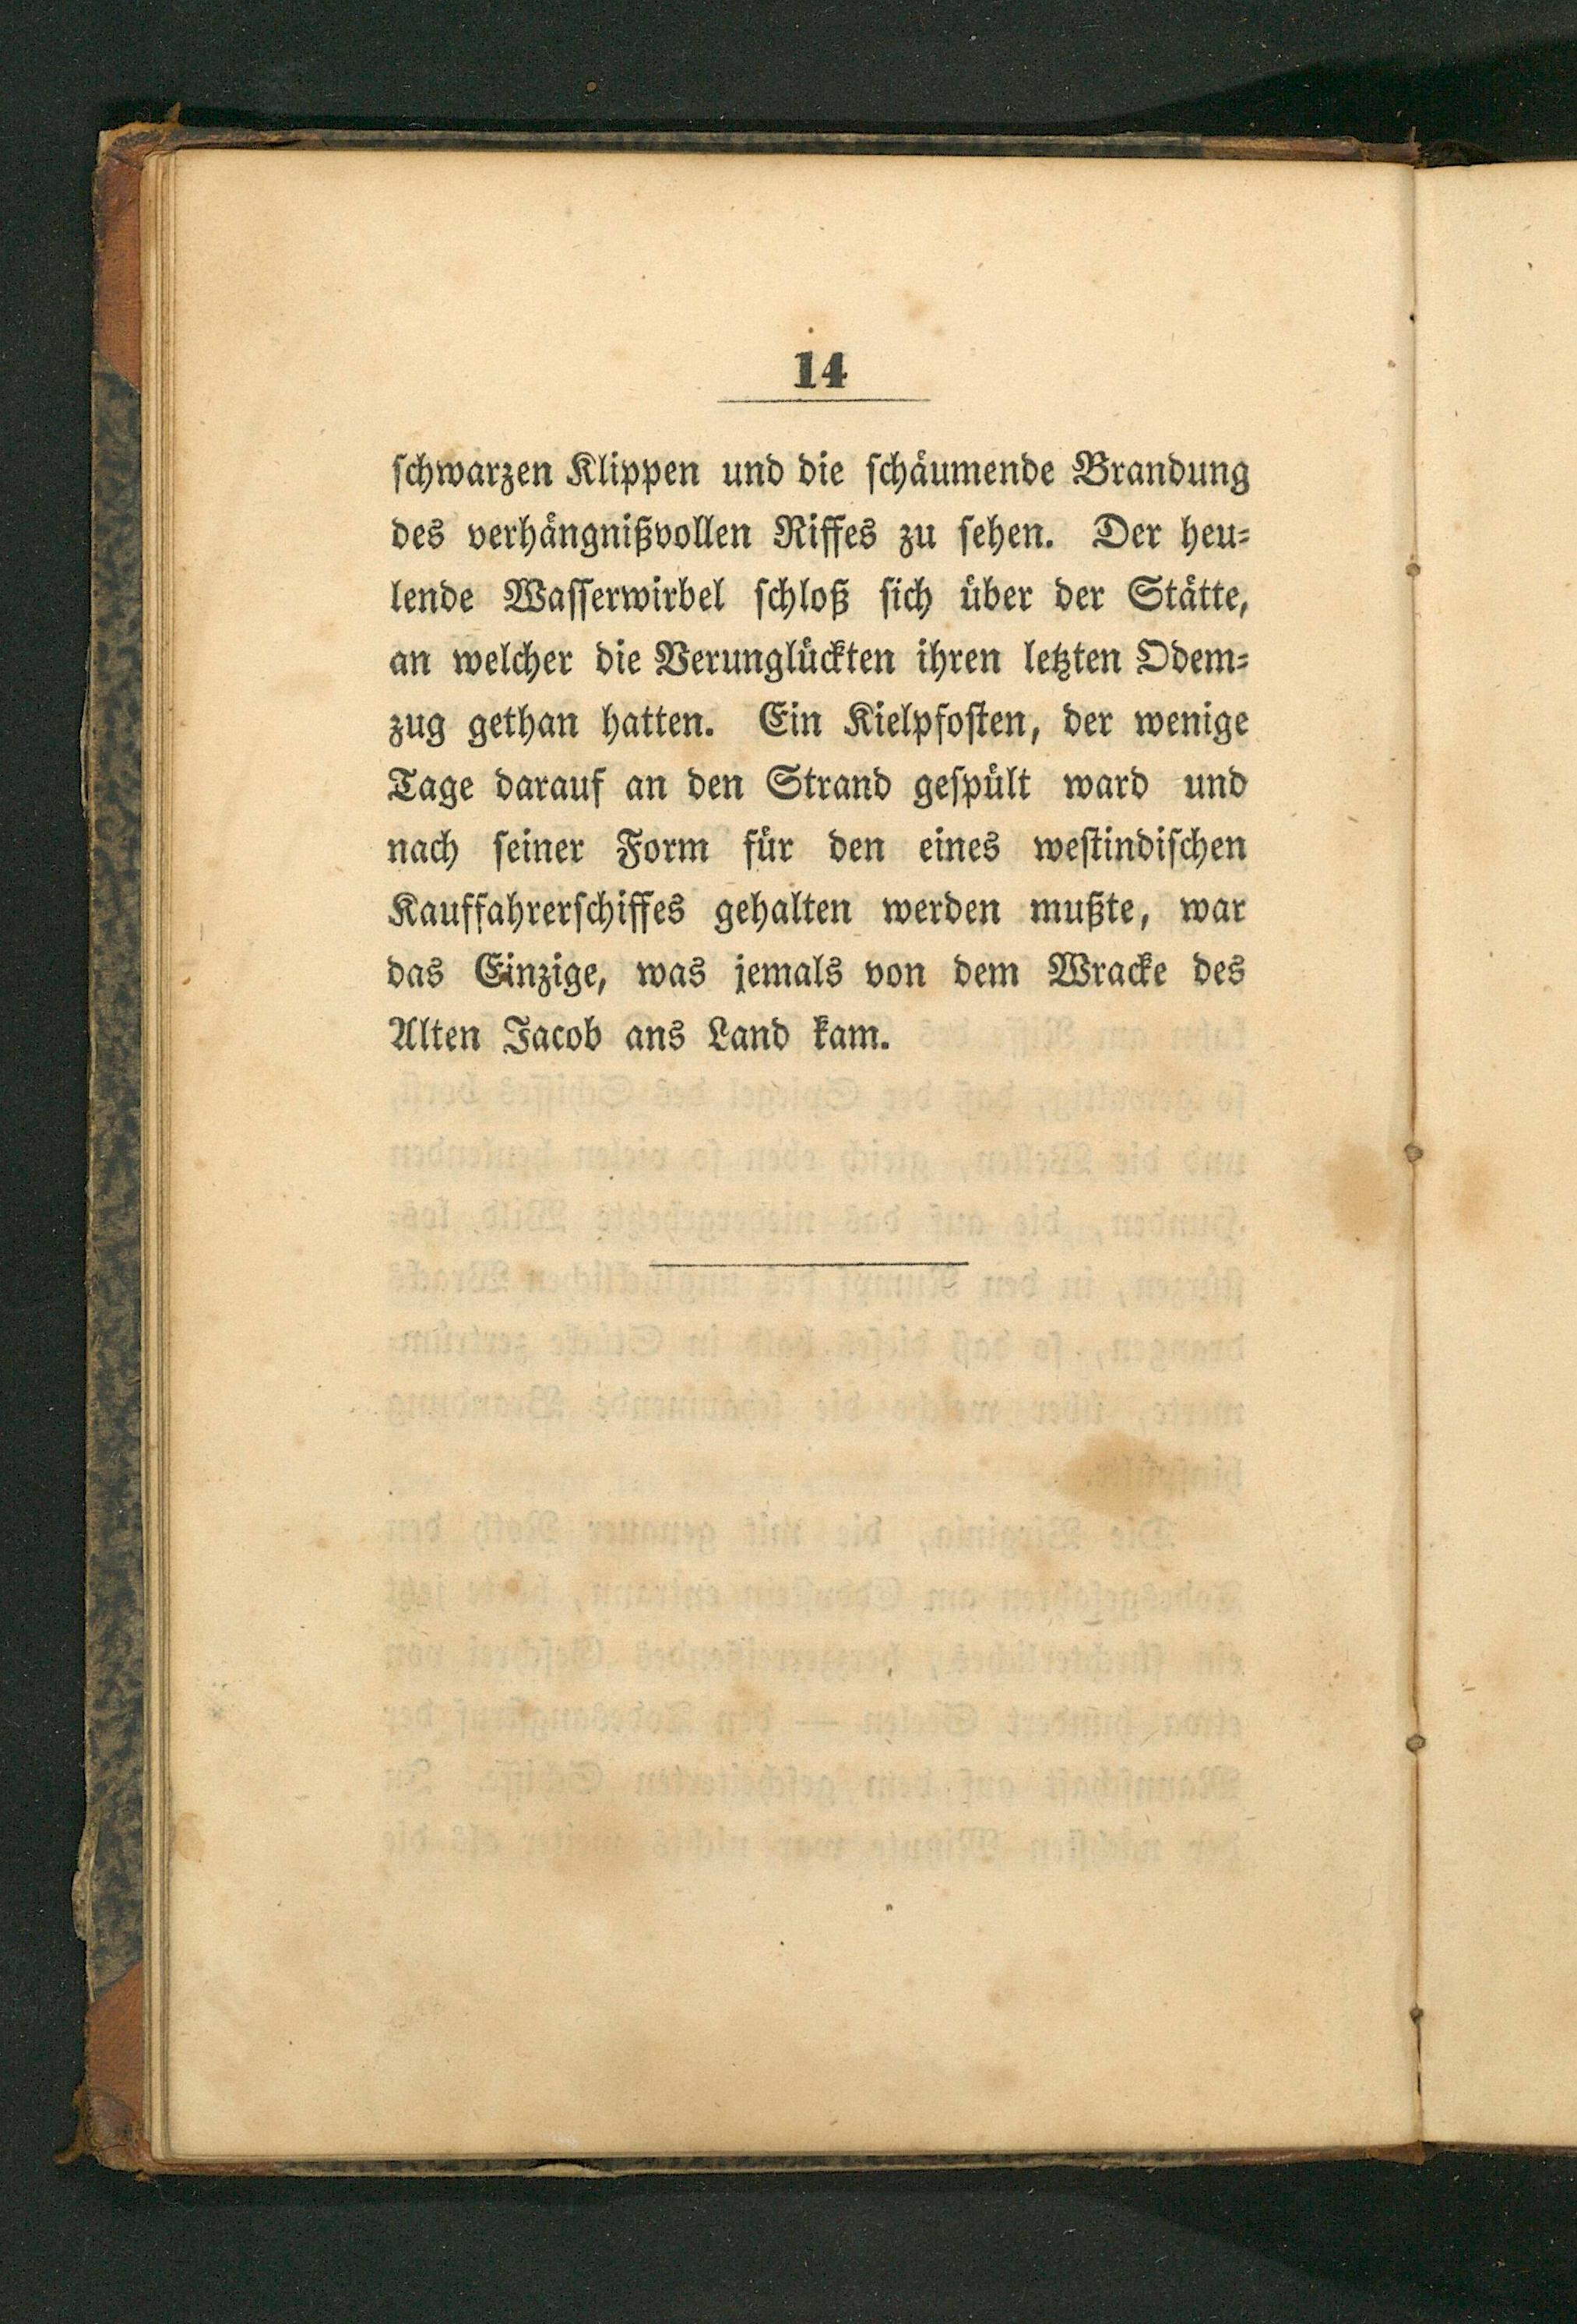 14
schwarzen Klippen und die schäumende Brandung
des verhängnißvollen Riffes zu sehen. Der heu-
lende Wasserwirbel schloß sich über der Stätte,
an welcher die Verunglückten ihren letzten Odem-
zug gethan hatten. Ein Kielpfosten, der wenige
Tage darauf an den Strand gespült ward und
nach seiner Form für den eines westindischen
Kauffahrerschiffes gehalten werden mußte, war
das Einzige, was jemals von dem Wracke des
Alten Jacob ans Land kam.